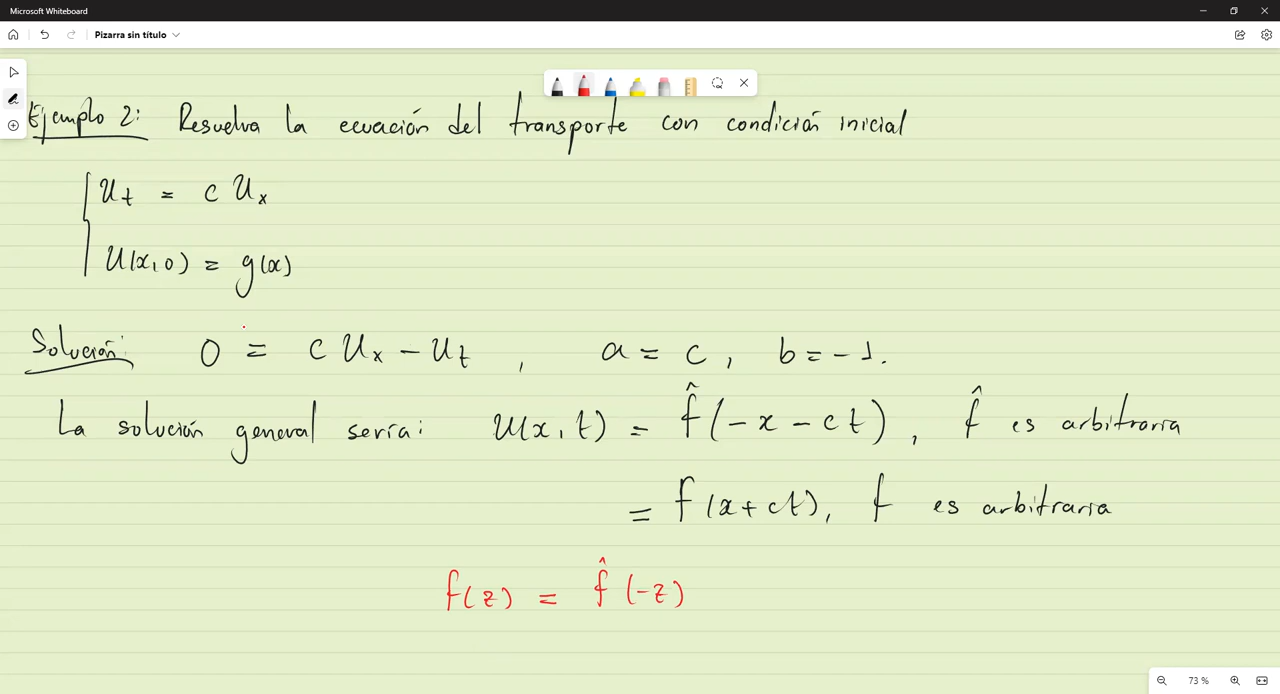 Microsoft Whiteboard
Pizarra sin título
Ejemplo 2: Resuelva la ecuación del transporte con condición inicial
u_t = c u_x
u(x,0) = g(x)
Solución: 0 = c u_x - u_t , a = c , b = -1.
La solución general sería: u(x,t) = f̂(-x-ct), f̂ es arbitraria
= f(x+ct), f es arbitraria
f(z) = f̂(-z)
73 %